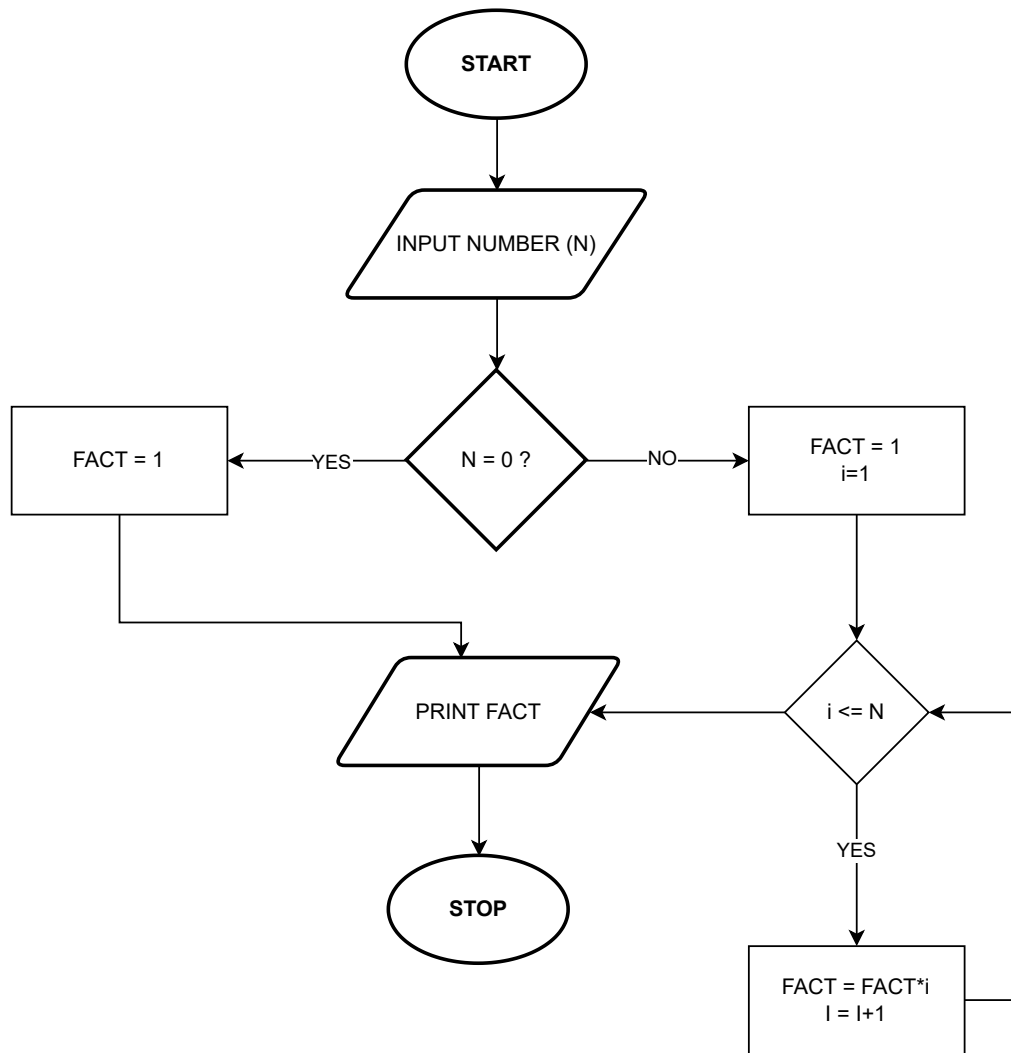 START
INPUT NUMBER (N)
N = 0 ?
YES
NO
FACT = 1
FACT = 1
i=1
PRINT FACT
i <= N
YES
STOP
FACT = FACT*i
I = I+1